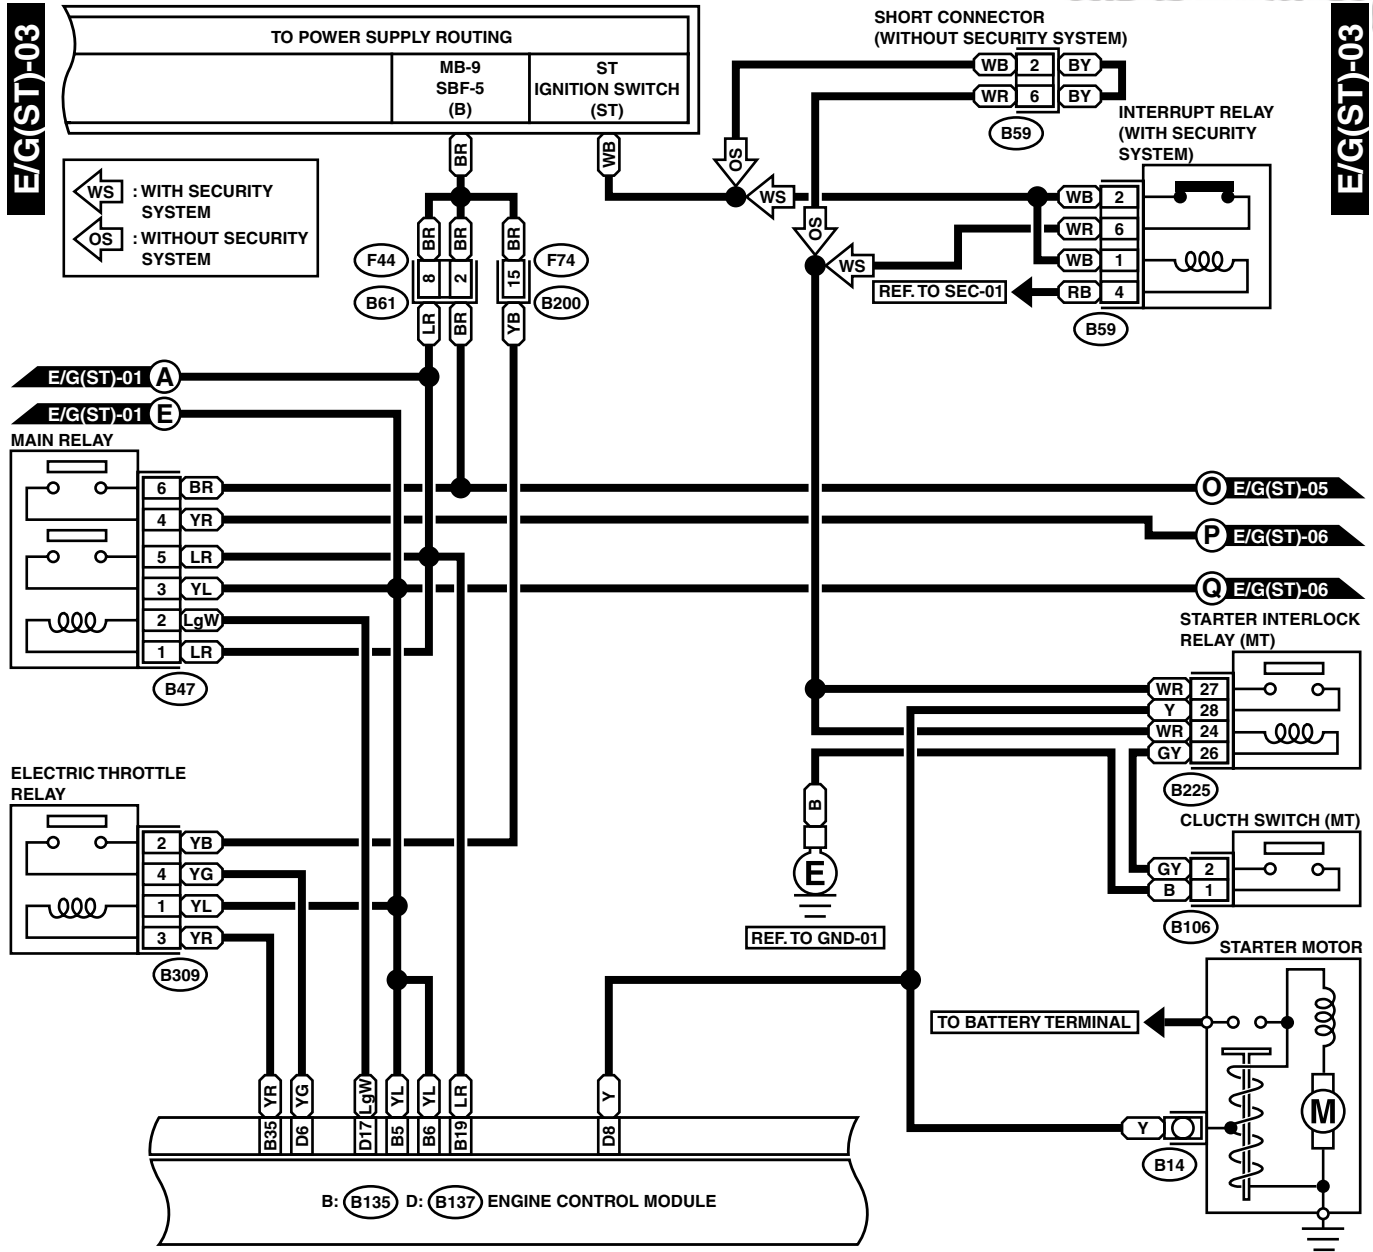 E/G(ST)-03
E/G(ST)-03
TO POWER SUPPLY ROUTING
MB-9
SBF-5
(B)
ST
IGNITION SWITCH
(ST)
SHORT CONNECTOR
(WITHOUT SECURITY SYSTEM)
WB 2 BY
WR 6 BY
B59
INTERRUPT RELAY
(WITH SECURITY
SYSTEM)
BR
WB
OS
WS
WS : WITH SECURITY
SYSTEM
OS : WITHOUT SECURITY
SYSTEM
WB 2
WR 6
WB 1
RB 4
OS
WS
REF. TO SEC-01
B59
BR BR BR
F44 8 2 15 F74
B61 B200
LR BR YB
E/G(ST)-01 A
E/G(ST)-01 E
MAIN RELAY
6 BR
4 YR
5 LR
3 YL
2 LgW
1 LR
B47
O E/G(ST)-05
P E/G(ST)-06
Q E/G(ST)-06
STARTER INTERLOCK
RELAY (MT)
WR 27
Y 28
WR 24
GY 26
B225
ELECTRIC THROTTLE
RELAY
2 YB
4 YG
1 YL
3 YR
B309
B
E
REF. TO GND-01
CLUCTH SWITCH (MT)
GY 2
B 1
B106
STARTER MOTOR
TO BATTERY TERMINAL
M
Y
B14
YR YG LgW YL YL LR Y
B35 D6 D17 B5 B6 B19 D8
B: B135 D: B137 ENGINE CONTROL MODULE